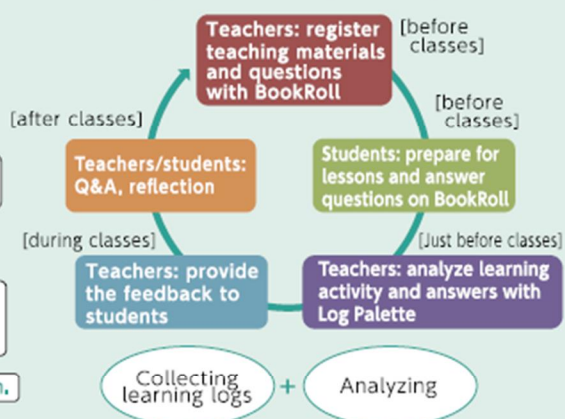 Teachers: register
teaching materials
and questions
with BookRoll
[before
classes]
[before
classes]
Students: prepare for
lessons and answer
questions on BookRoll
[Just before classes]
Teachers: analyze learning
activity and answers with
Log Palette
Teachers: provide
the feedback to
students
[during classes]
Teachers/students:
Q&A, reflection
[after classes]
Collecting
learning logs
+
Analyzing